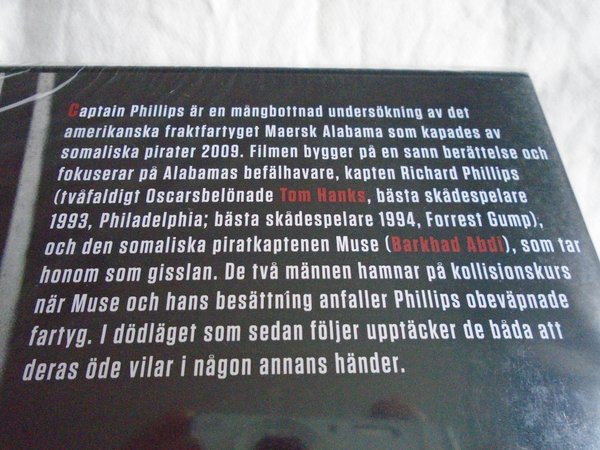 Captain Phillips är en mångbottnad undersökning av det
amerikanska fraktfartyget Maersk Alabama som kapades av
somaliska pirater 2009. Filmen bygger på en sann berättelse och
fokuserar på Alabamas befälhavare, kapten Richard Phillips
(tvåfaldigt Oscarsbelönade Tom Hanks, bästa skådespelare
1993, Philadelphia; bästa skådespelare 1994, Forrest Gump),
och den somaliska piratkaptenen Muse (Barkhad Abdi), som tar
honom som gisslan. De två männen hamnar på kollisionskurs
när Muse och hans besättning anfaller Phillips obeväpnade
fartyg. I dödläget som sedan följer upptäcker de båda att
deras öde vilar i någon annans händer.